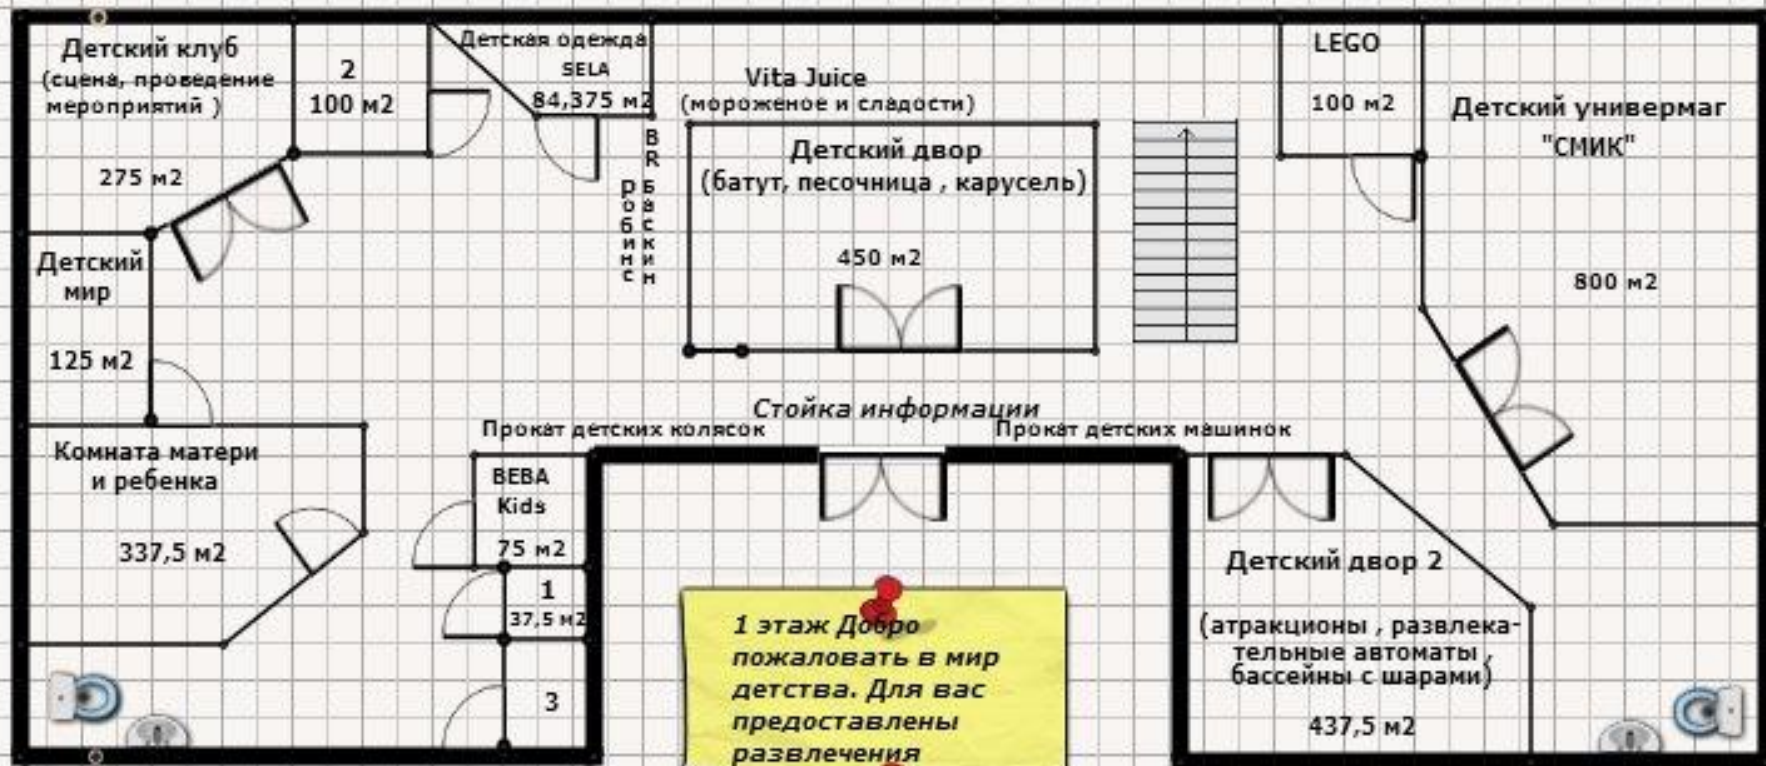 Детский клуб
(сцена, проведение
мероприятий )
275 м2
2
100 м2
Детская одежда
SELA
84,375 м2
Vita Juice
(мороженое и сладости)
BR Баскин
робинс
Детский двор
(батут, песочница , карусель)
450 м2
LEGO
100 м2
Детский универмаг
"СМИК"
800 м2
Детский
мир
125 м2
Стойка информации
Прокат детских колясок
Прокат детских машинок
Комната матери
и ребенка
337,5 м2
BEBA
Kids
75 м2
1
37,5 м2
3
1 этаж Добро
пожаловать в мир
детства. Для вас
предоставлены
развлечения
Детский двор 2
(атракционы , развлека-
тельные автоматы ,
бассейны с шарами)
437,5 м2